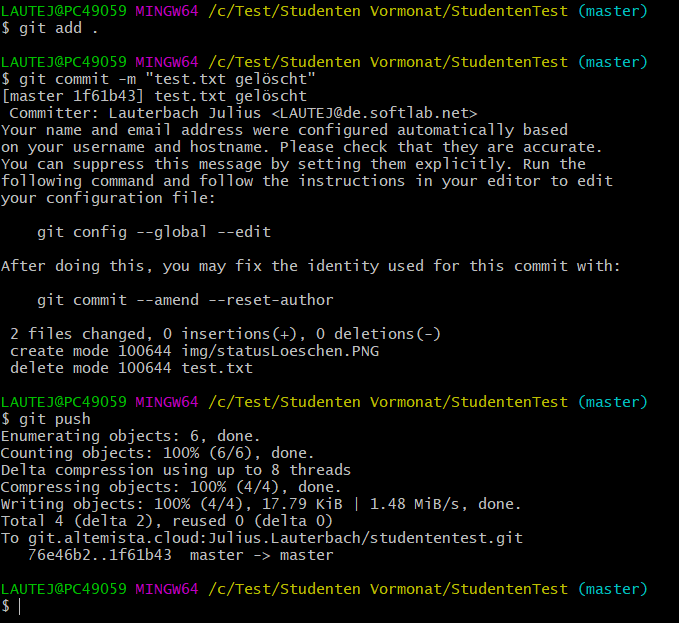 LAUTEJ@PC49059 MINGW64 /c/Test/Studenten Vormonat/StudentenTest (master)
$ git add .
LAUTEJ@PC49059 MINGW64 /c/Test/Studenten Vormonat/StudentenTest (master)
$ git commit -m "test.txt gelöscht"
[master 1f61b43] test.txt gelöscht
 Committer: Lauterbach Julius <LAUTEJ@de.softlab.net>
Your name and email address were configured automatically based
on your username and hostname. Please check that they are accurate.
You can suppress this message by setting them explicitly. Run the
following command and follow the instructions in your editor to edit
your configuration file:
    git config --global --edit
After doing this, you may fix the identity used for this commit with:
    git commit --amend --reset-author
 2 files changed, 0 insertions(+), 0 deletions(-)
 create mode 100644 img/statusLoeschen.PNG
 delete mode 100644 test.txt
LAUTEJ@PC49059 MINGW64 /c/Test/Studenten Vormonat/StudentenTest (master)
$ git push
Enumerating objects: 6, done.
Counting objects: 100% (6/6), done.
Delta compression using up to 8 threads
Compressing objects: 100% (4/4), done.
Writing objects: 100% (4/4), 17.79 KiB | 1.48 MiB/s, done.
Total 4 (delta 2), reused 0 (delta 0)
To git.altemista.cloud:Julius.Lauterbach/studententest.git
   76e46b2..1f61b43  master -> master
LAUTEJ@PC49059 MINGW64 /c/Test/Studenten Vormonat/StudentenTest (master)
$